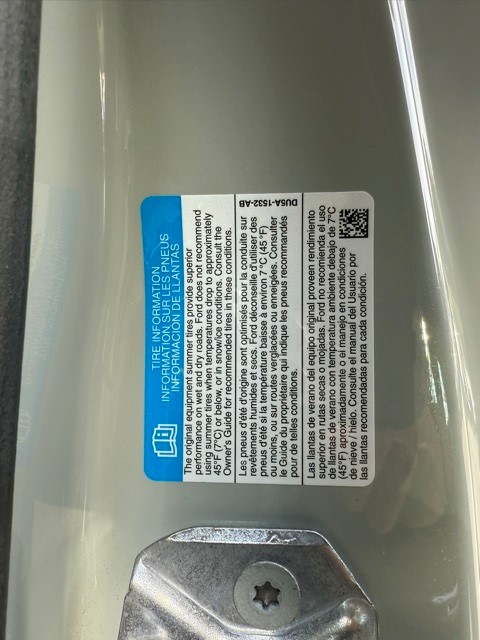 TIRE INFORMATION
INFORMATION SUR LES PNEUS
INFORMACIÓN DE LLANTAS
The original equipment summer tires provide superior
performance on wet and dry roads. Ford does not recommend
using summer tires when temperatures drop to approximately
45°F (7°C) or below, or in snow/ice conditions. Consult the
Owner's Guide for recommended tires in these conditions.
Les pneus d'été d'origine sont optimisés pour la conduite sur
revêtements humides et secs. Ford déconseille d'utiliser des
pneus d'été si la température baisse à environ 7 °C (45 °F)
ou moins, ou sur routes verglacées ou enneigées. Consulter
le Guide du propriétaire qui indique les pneus recommandés
pour de telles conditions.
DU5A-1532-AB
Las llantas de verano del equipo original proveen rendimiento
superior en rutas secas o mojadas. Ford no recomienda el uso
de llantas de verano con temperatura ambiente debajo de 7°C
(45°F) aproximadamente o el manejo en condiciones
de nieve / hielo. Consulte el manual del Usuario por
las llantas recomendadas para cada condición.